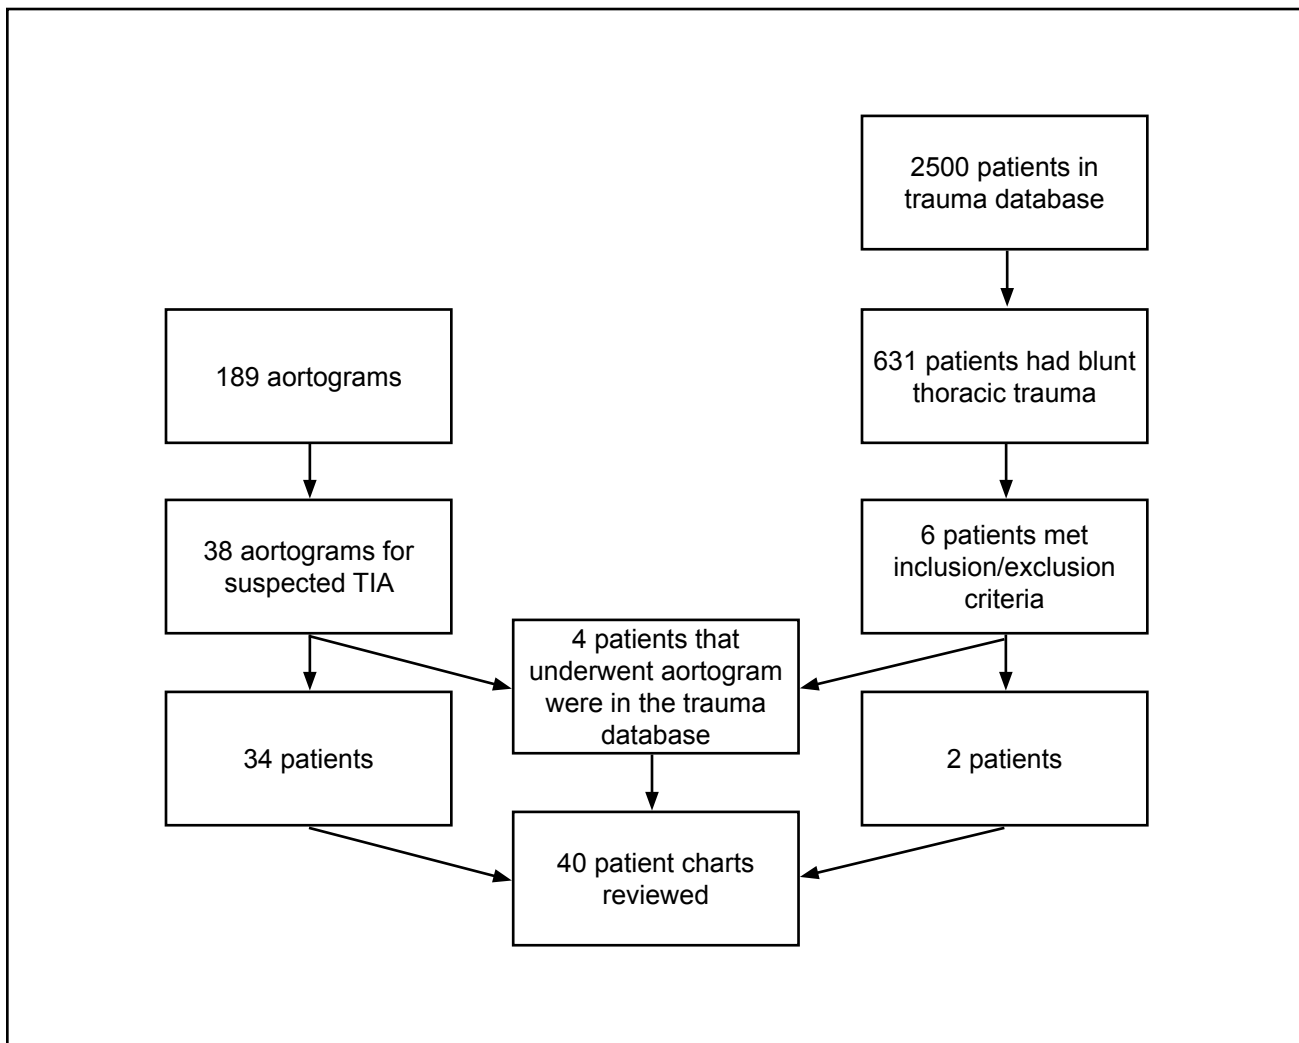 2500 patients in
trauma database
189 aortograms
631 patients had blunt
thoracic trauma
38 aortograms for
suspected TIA
6 patients met
inclusion/exclusion
criteria
4 patients that
underwent aortogram
were in the trauma
database
34 patients
2 patients
40 patient charts
reviewed